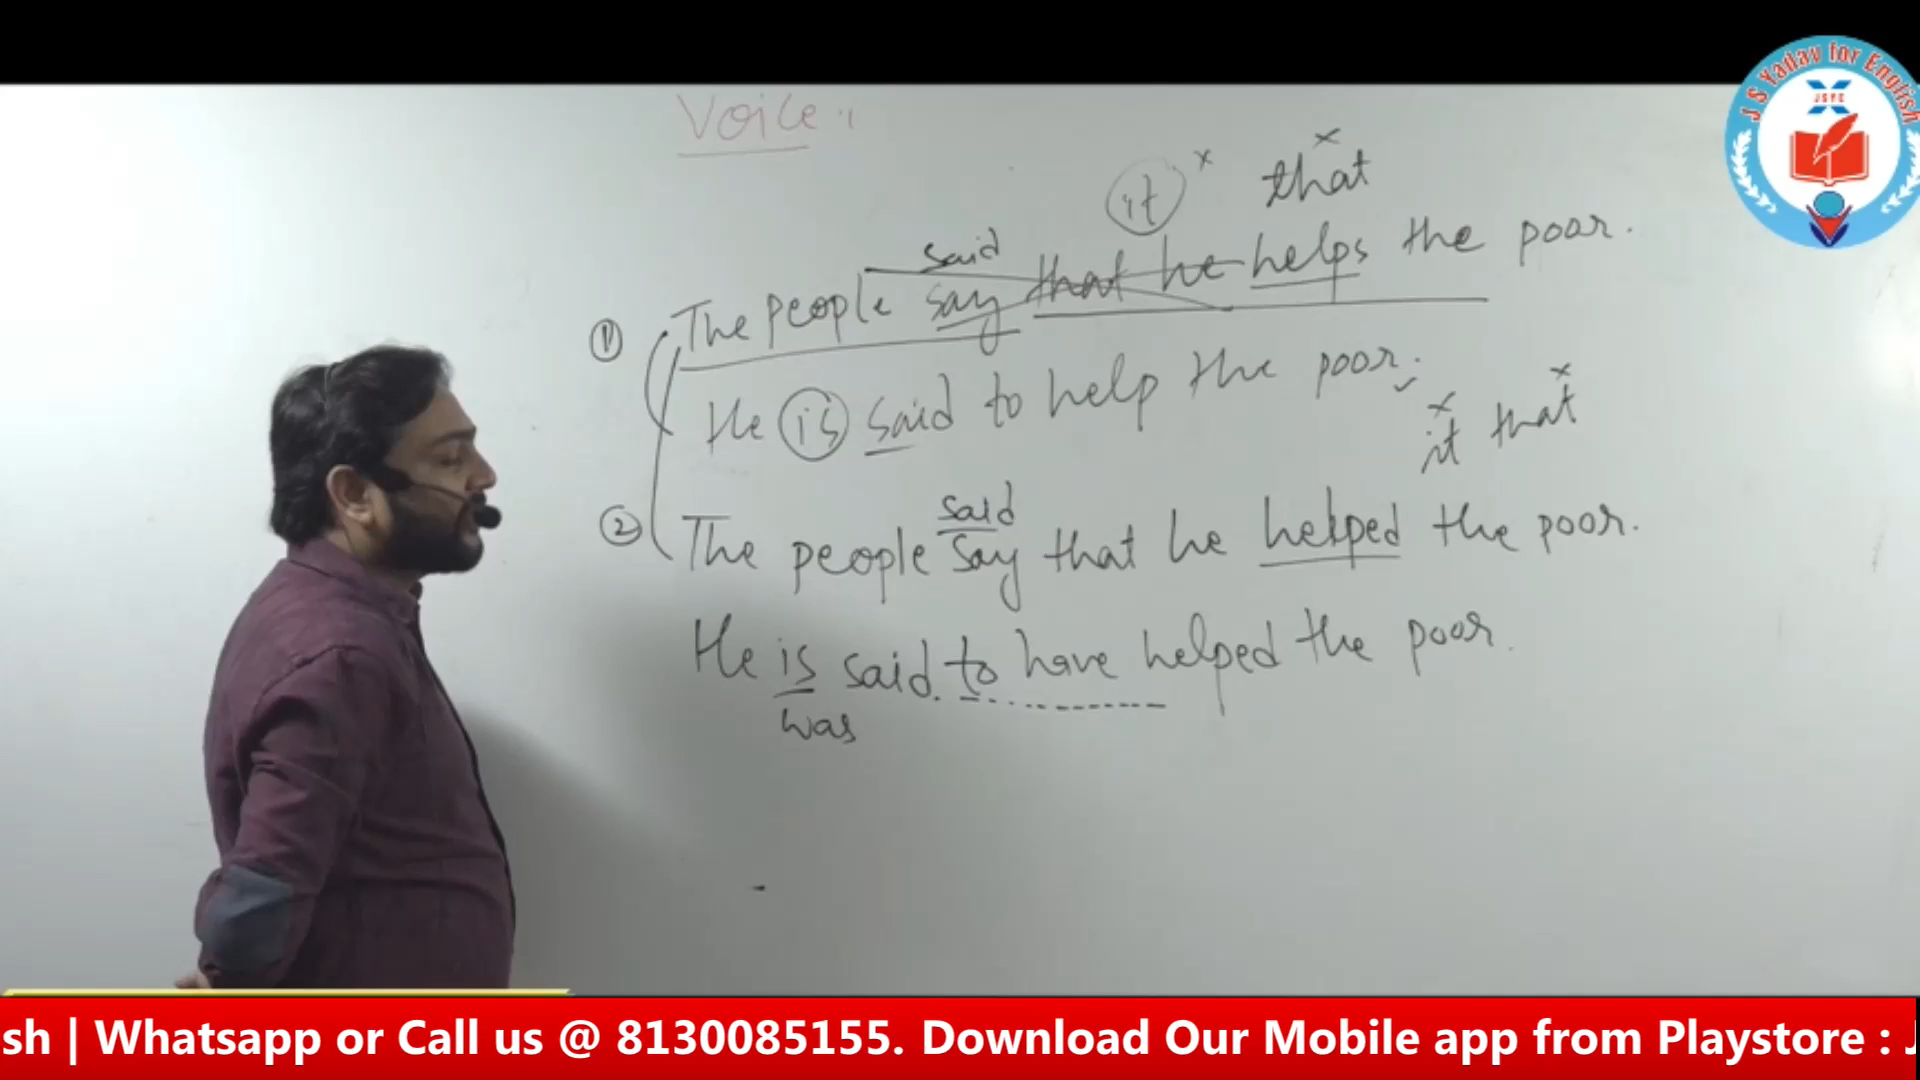 Voice
it × that ×
said
① The people say that he helps the poor.
He is said to help the poor.
× it that ×
said
② The people say that he helped the poor.
He is said to have helped the poor.
was
J S Yadav for English
JSYE
sh | Whatsapp or Call us @ 8130085155. Download Our Mobile app from Playstore : J